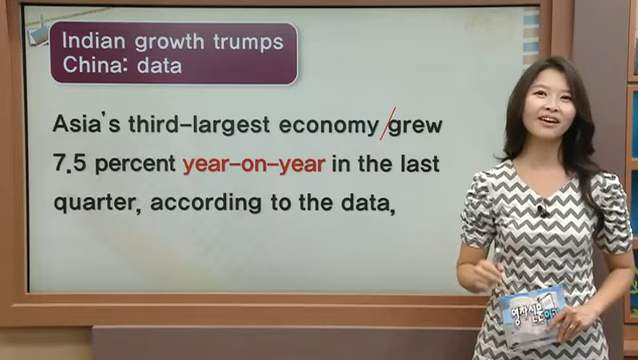 Indian growth trumps
China: data
Asia's third-largest economy grew
7.5 percent year-on-year in the last
quarter, according to the data,